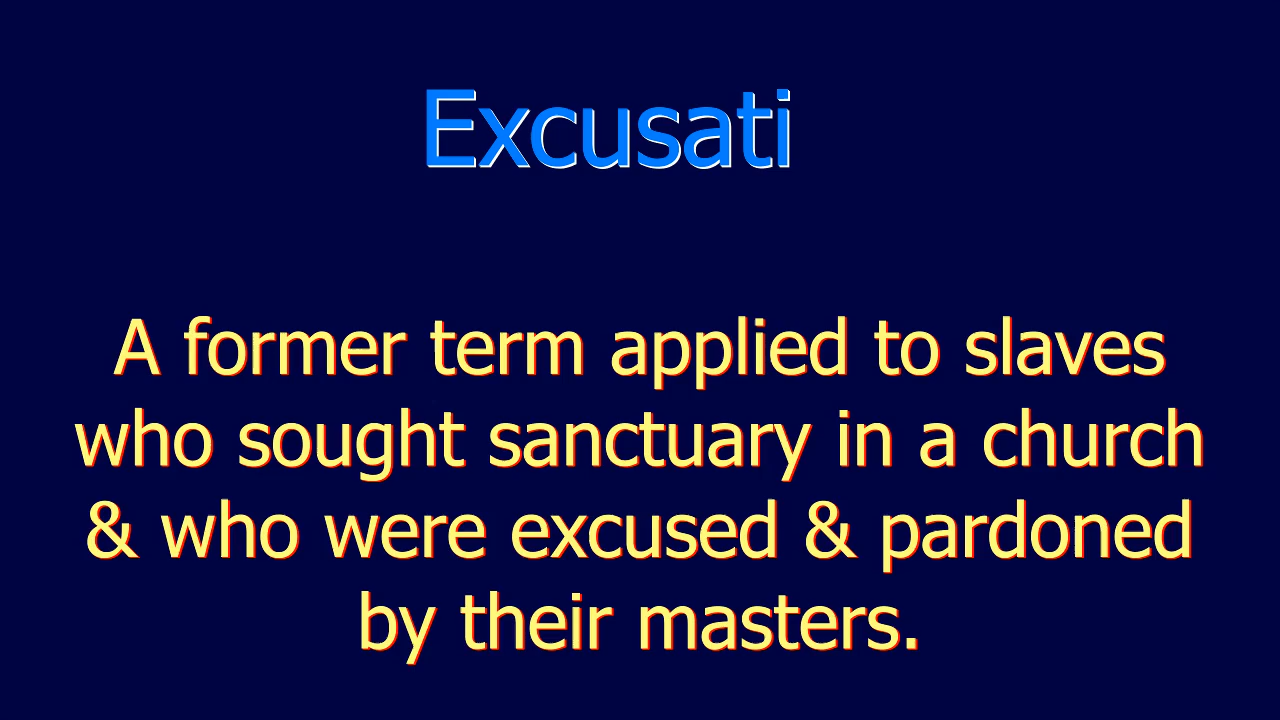 Excusati
A former term applied to slaves
who sought sanctuary in a church
& who were excused & pardoned
by their masters.